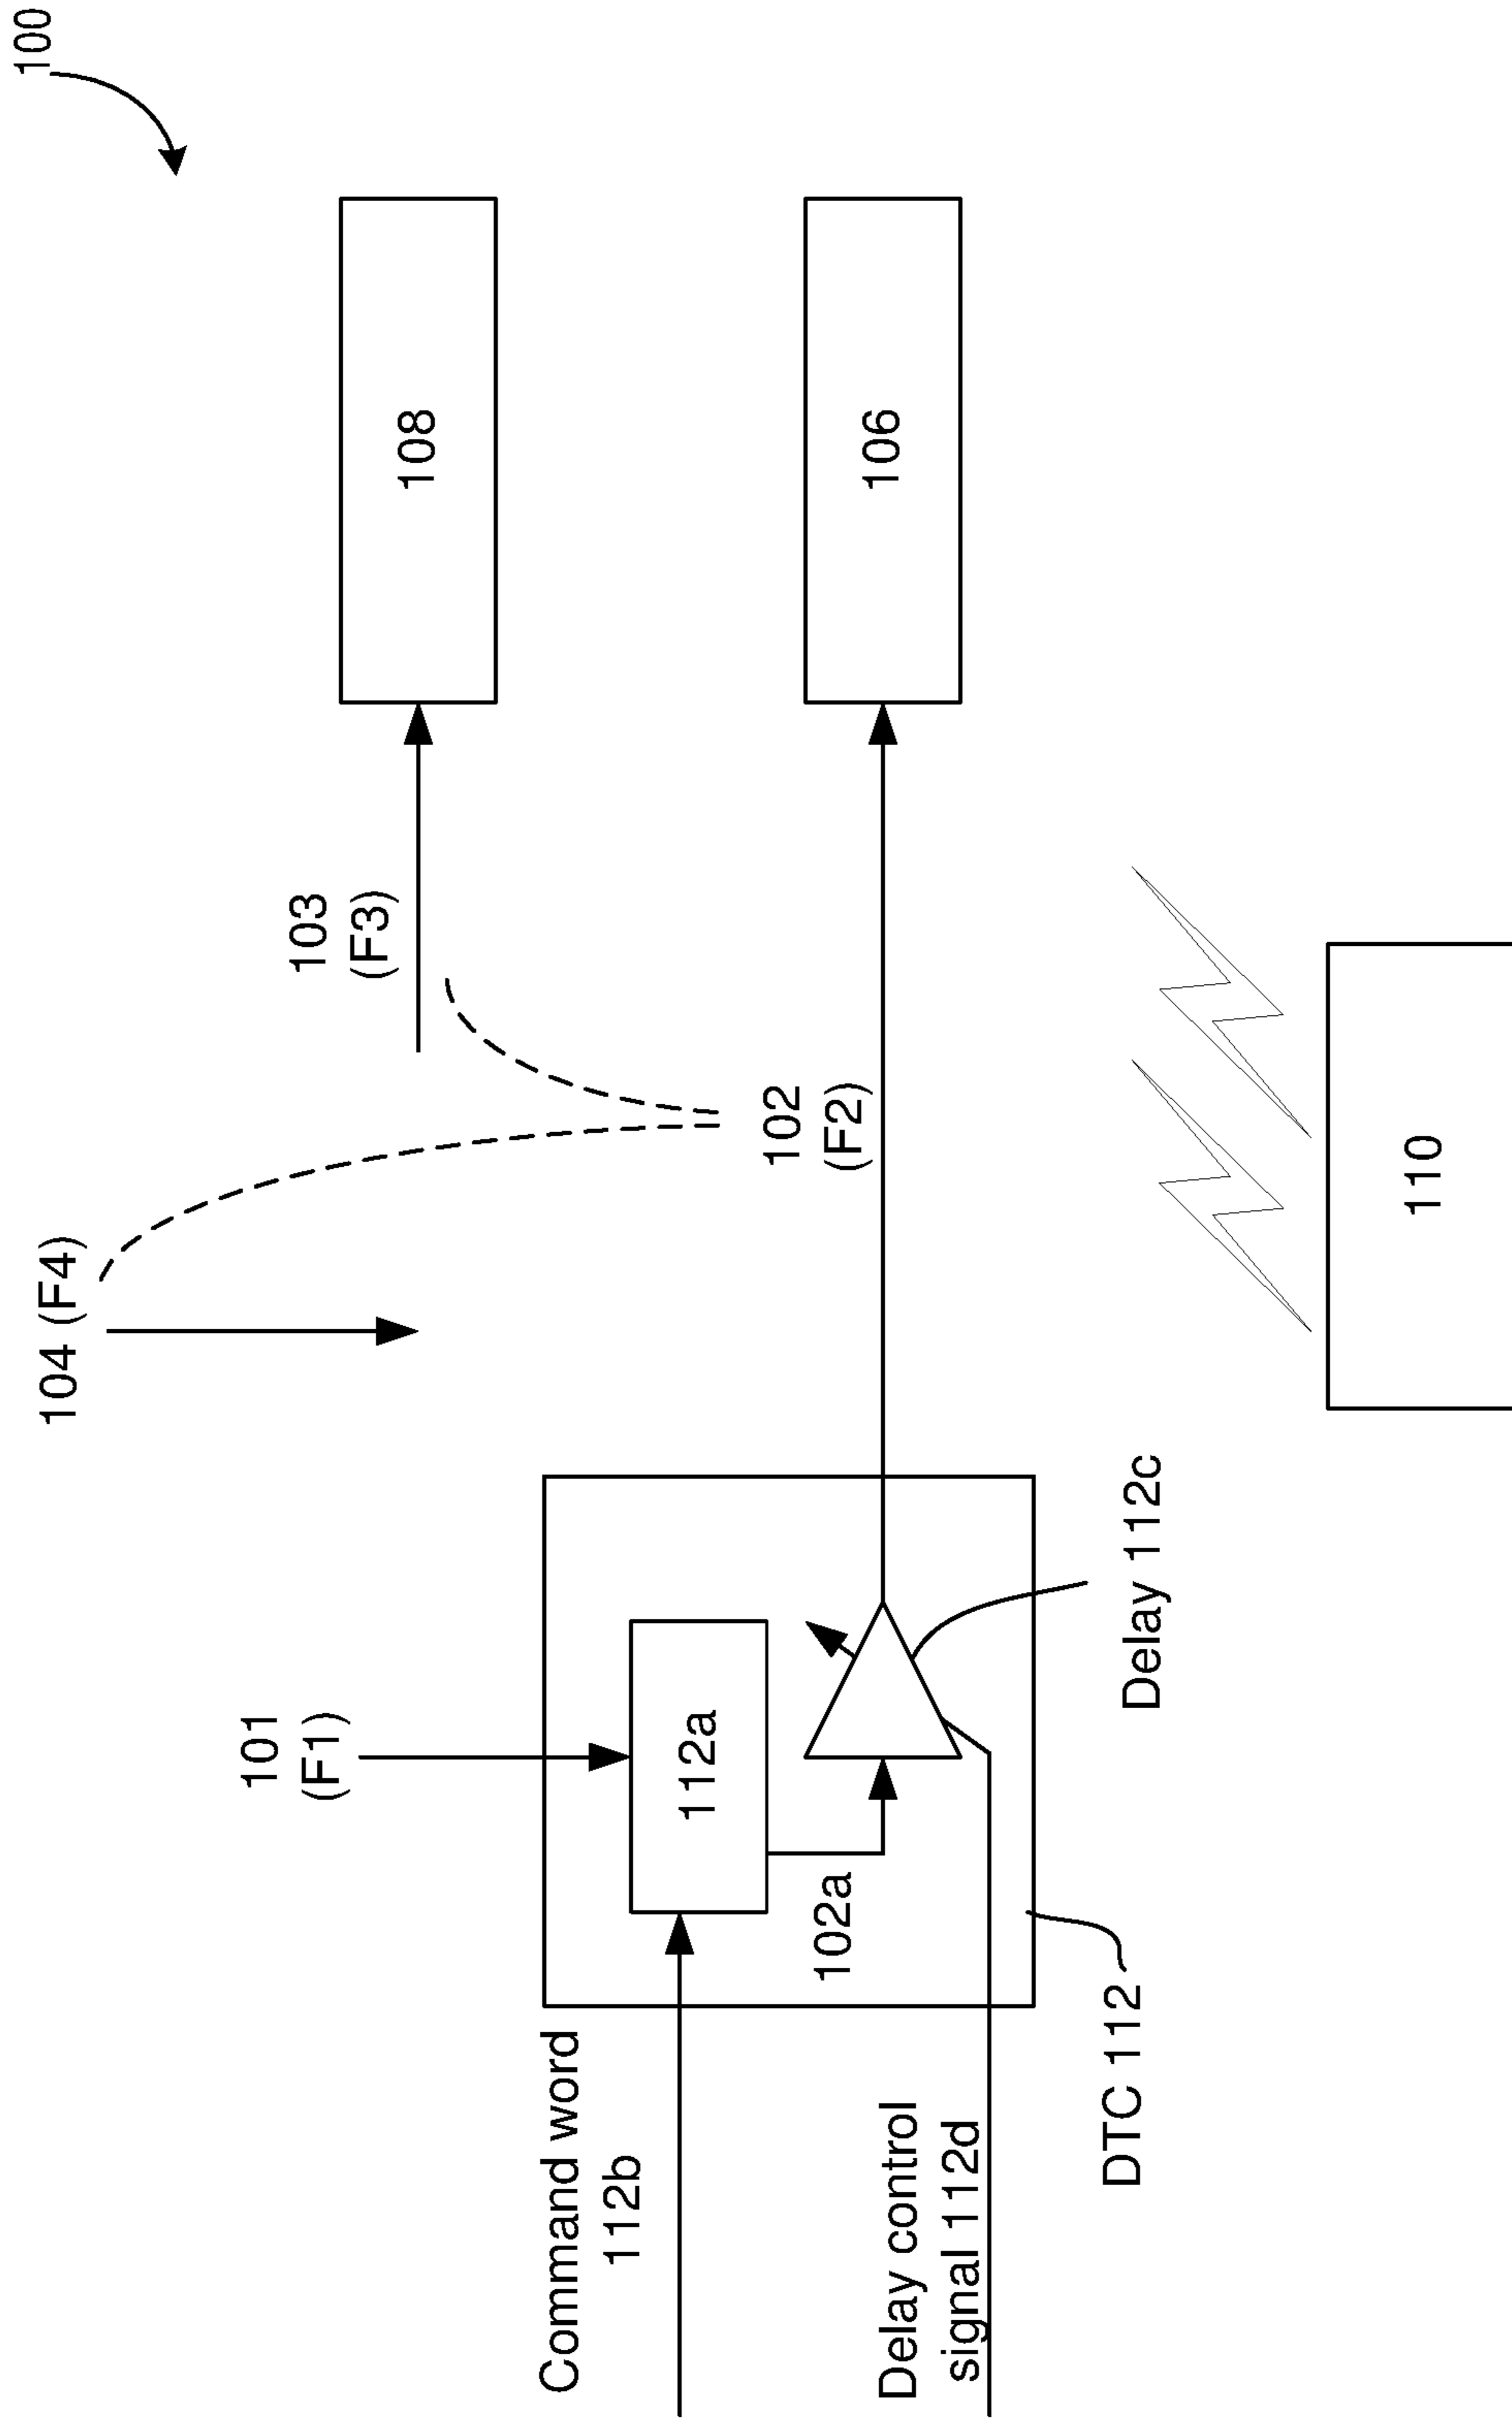 100
104 (F4)
103
(F3)
108
101
(F1)
102
(F2)
106
Command word
112b
112a
102a
Delay control
signal 112d
Delay 112c
DTC 112
110